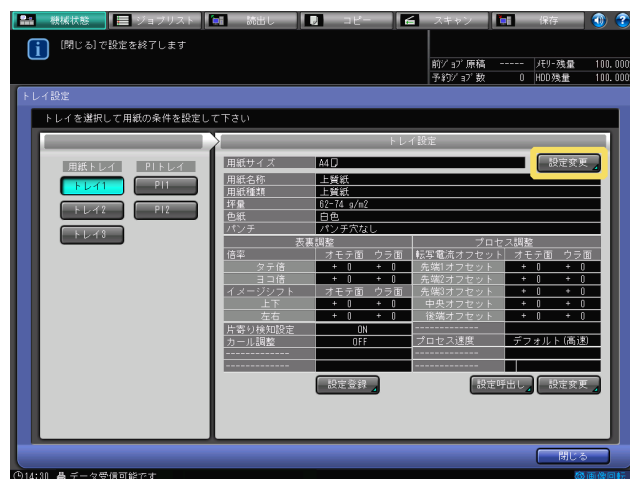 機械状態 ジョブリスト 読出し コピー スキャン 保存
[閉じる]で設定を終了します
前ジョブ原稿 ----- メモリー残量 100.000
予約ジョブ数 0 HDD残量 100.000
トレイ設定
トレイを選択して用紙の条件を設定して下さい
用紙トレイ PIトレイ
トレイ1 PI1
トレイ2 PI2
トレイ3
トレイ設定
用紙サイズ A4 設定変更
用紙名称 上質紙
用紙種類 上質紙
坪量 62-74 g/m2
色紙 白色
パンチ パンチ穴なし
表裏調整 プロセス調整
倍率 オモテ面 ウラ面 転写電流オフセット オモテ面 ウラ面
タテ倍 + 0 + 0 先端1オフセット + 0 + 0
ヨコ倍 + 0 + 0 先端2オフセット + 0 + 0
イメージシフト オモテ面 ウラ面 先端3オフセット + 0 + 0
上下 + 0 + 0 中央オフセット + 0 + 0
左右 + 0 + 0 後端オフセット + 0 + 0
片寄り検知設定 ON -------------
カール調整 OFF プロセス速度 デフォルト(高速)
------------- -------------
------------- -------------
設定登録 設定呼出し 設定変更
閉じる
14:30 データ受信可能です 画像回転